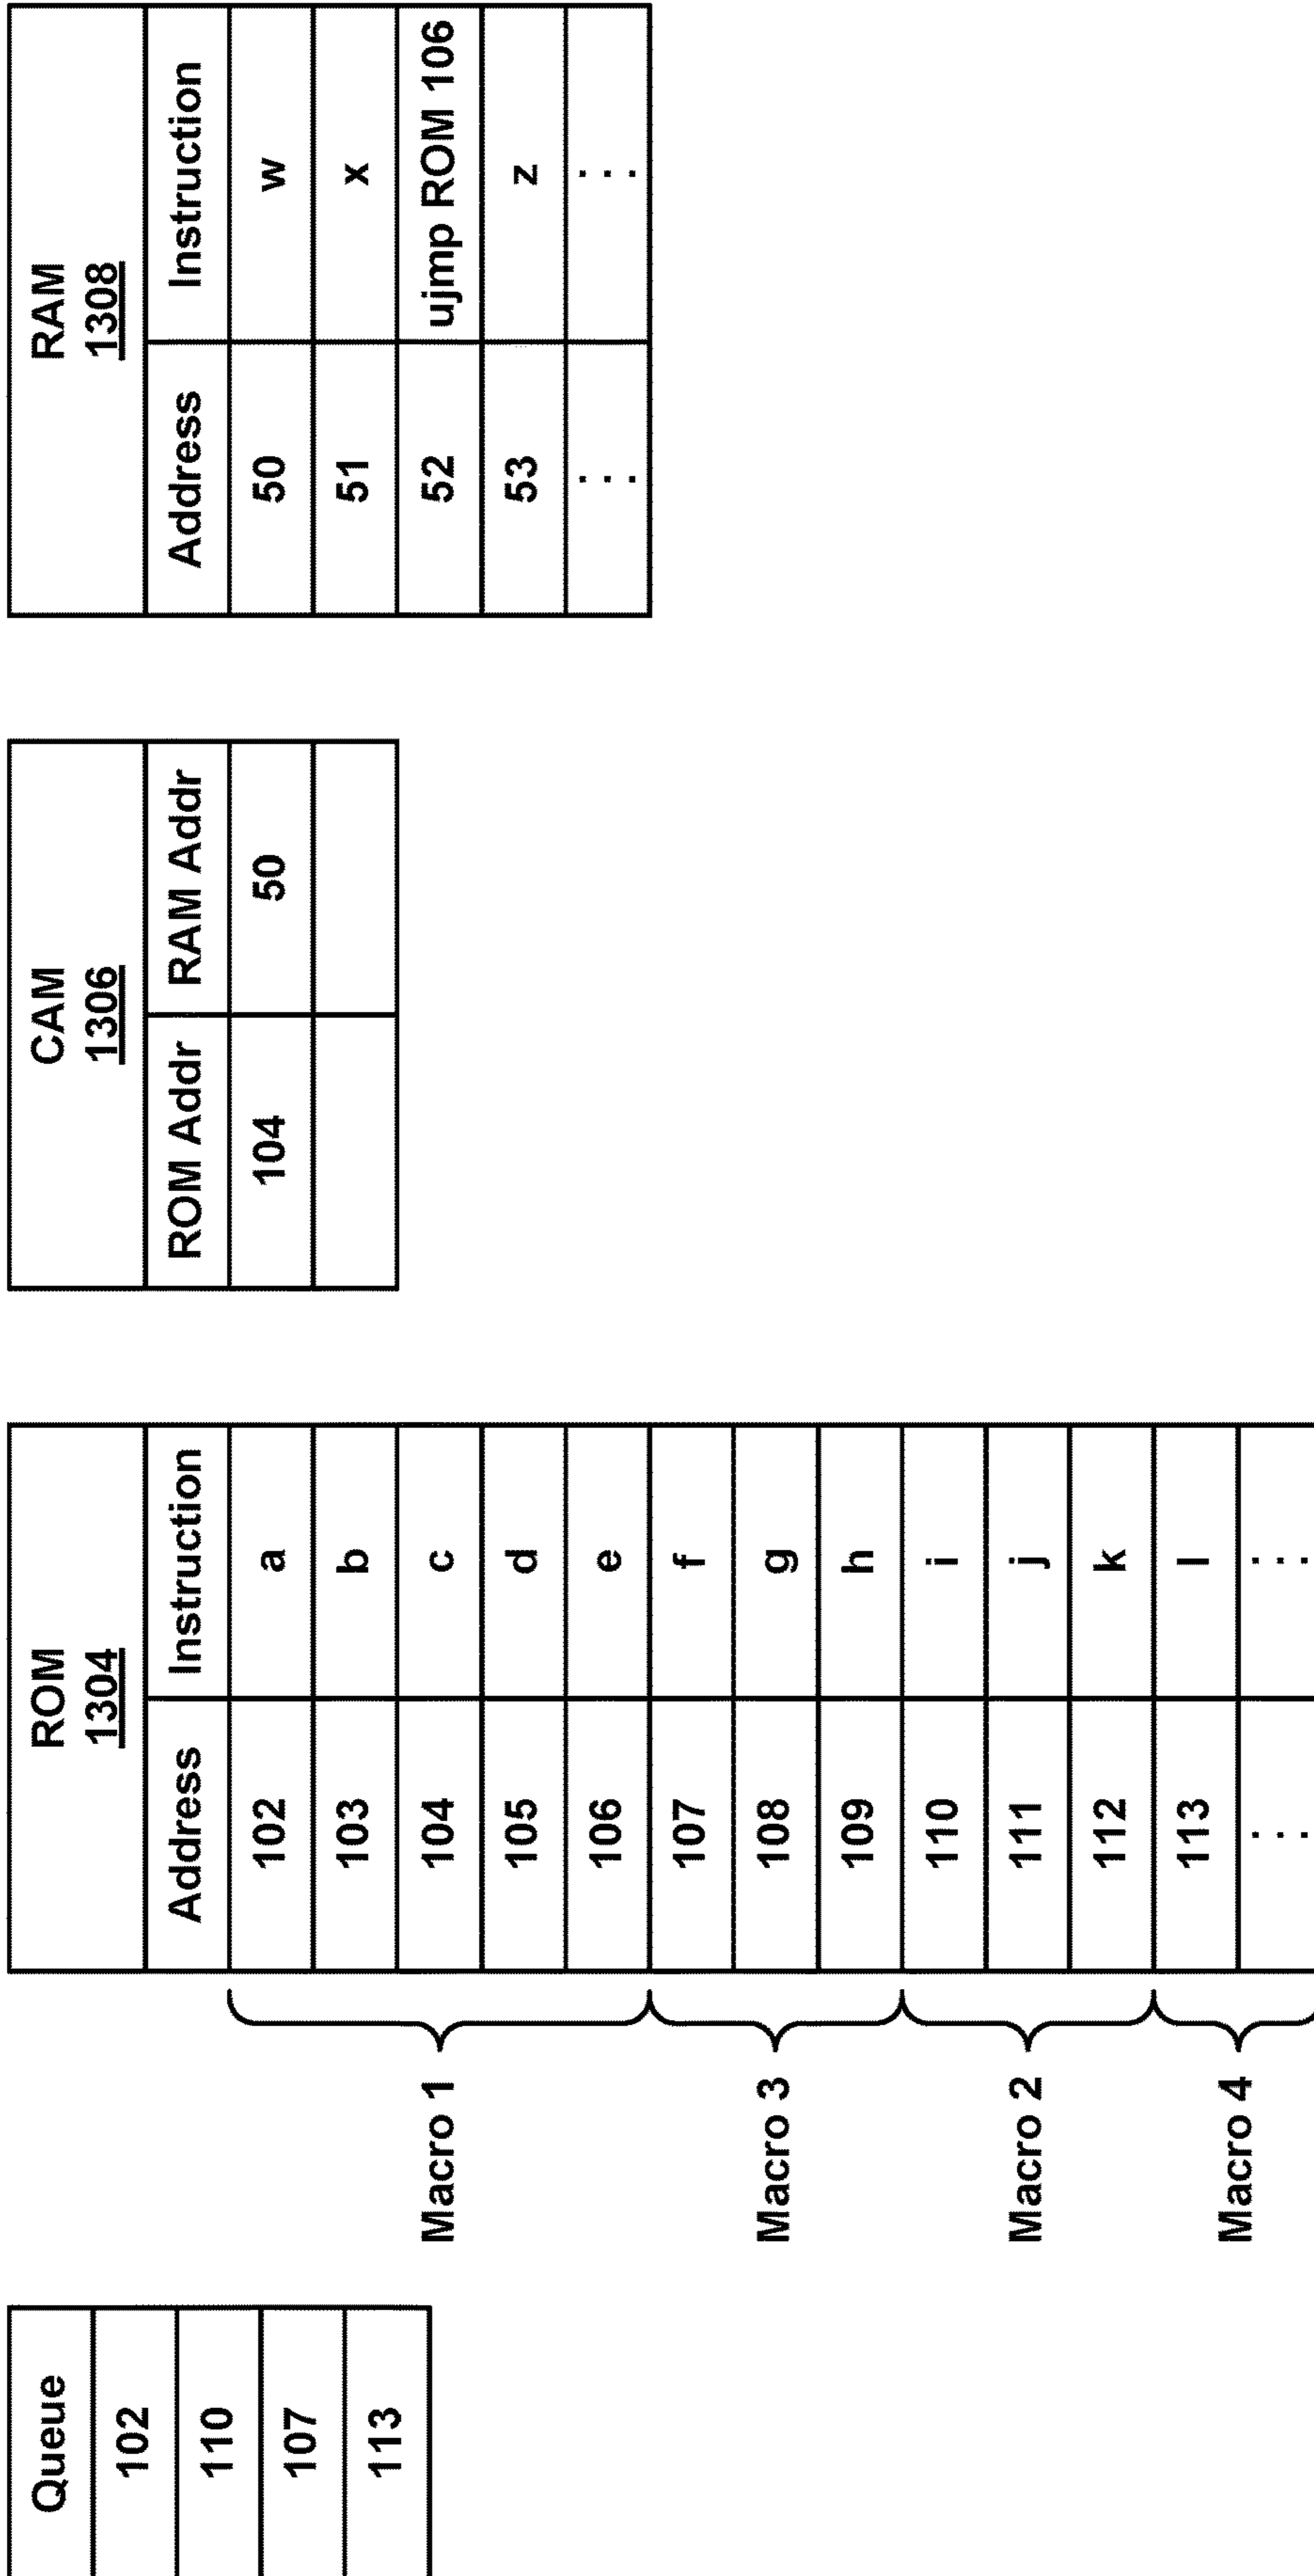 Queue
102
110
107
113
Macro 1
Macro 3
Macro 2
Macro 4
ROM
1304
Address Instruction
102 a
103 b
104 c
105 d
106 e
107 f
108 g
109 h
110 i
111 j
112 k
113 l
... ...
CAM
1306
ROM Addr RAM Addr
104 50
RAM
1308
Address Instruction
50 w
51 x
52 ujmp ROM 106
53 z
... ...